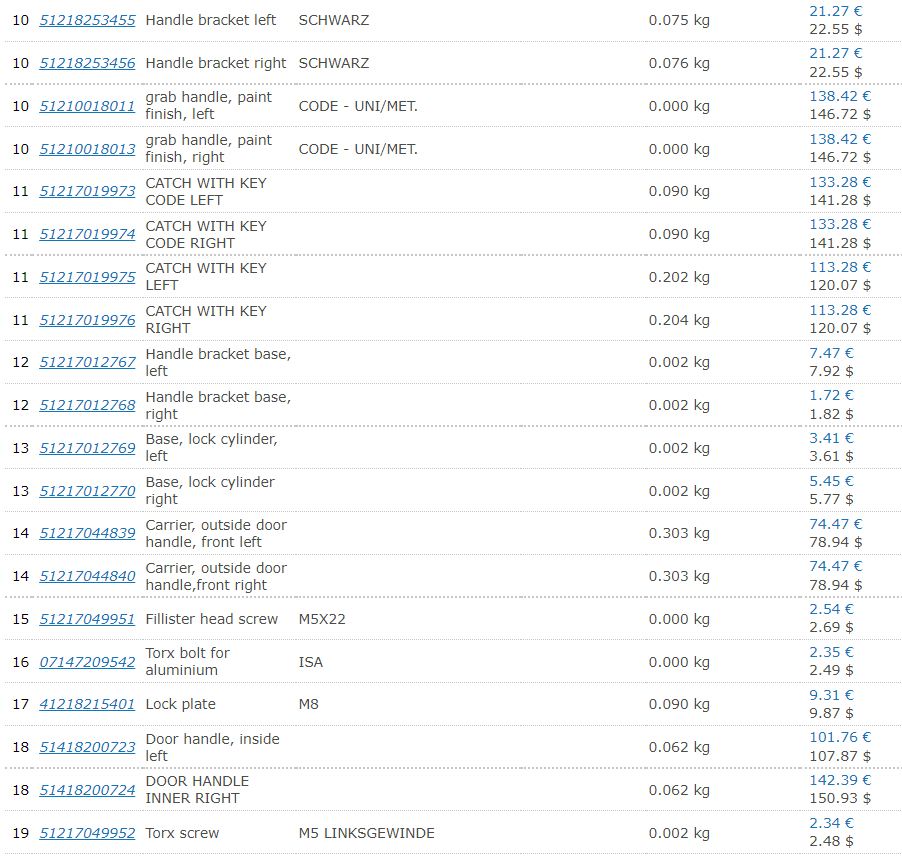 10 51218253455 Handle bracket left SCHWARZ 0.075 kg 21.27 €
22.55 $
10 51218253456 Handle bracket right SCHWARZ 0.076 kg 21.27 €
22.55 $
10 51210018011 grab handle, paint
finish, left CODE - UNI/MET. 0.000 kg 138.42 €
146.72 $
10 51210018013 grab handle, paint
finish, right CODE - UNI/MET. 0.000 kg 138.42 €
146.72 $
11 51217019973 CATCH WITH KEY
CODE LEFT 0.090 kg 133.28 €
141.28 $
11 51217019974 CATCH WITH KEY
CODE RIGHT 0.090 kg 133.28 €
141.28 $
11 51217019975 CATCH WITH KEY
LEFT 0.202 kg 113.28 €
120.07 $
11 51217019976 CATCH WITH KEY
RIGHT 0.204 kg 113.28 €
120.07 $
12 51217012767 Handle bracket base,
left 0.002 kg 7.47 €
7.92 $
12 51217012768 Handle bracket base,
right 0.002 kg 1.72 €
1.82 $
13 51217012769 Base, lock cylinder,
left 0.002 kg 3.41 €
3.61 $
13 51217012770 Base, lock cylinder
right 0.002 kg 5.45 €
5.77 $
14 51217044839 Carrier, outside door
handle, front left 0.303 kg 74.47 €
78.94 $
14 51217044840 Carrier, outside door
handle,front right 0.303 kg 74.47 €
78.94 $
15 51217049951 Fillister head screw M5X22 0.000 kg 2.54 €
2.69 $
16 07147209542 Torx bolt for
aluminium ISA 0.000 kg 2.35 €
2.49 $
17 41218215401 Lock plate M8 0.090 kg 9.31 €
9.87 $
18 51418200723 Door handle, inside
left 0.062 kg 101.76 €
107.87 $
18 51418200724 DOOR HANDLE
INNER RIGHT 0.062 kg 142.39 €
150.93 $
19 51217049952 Torx screw M5 LINKSGEWINDE 0.002 kg 2.34 €
2.48 $